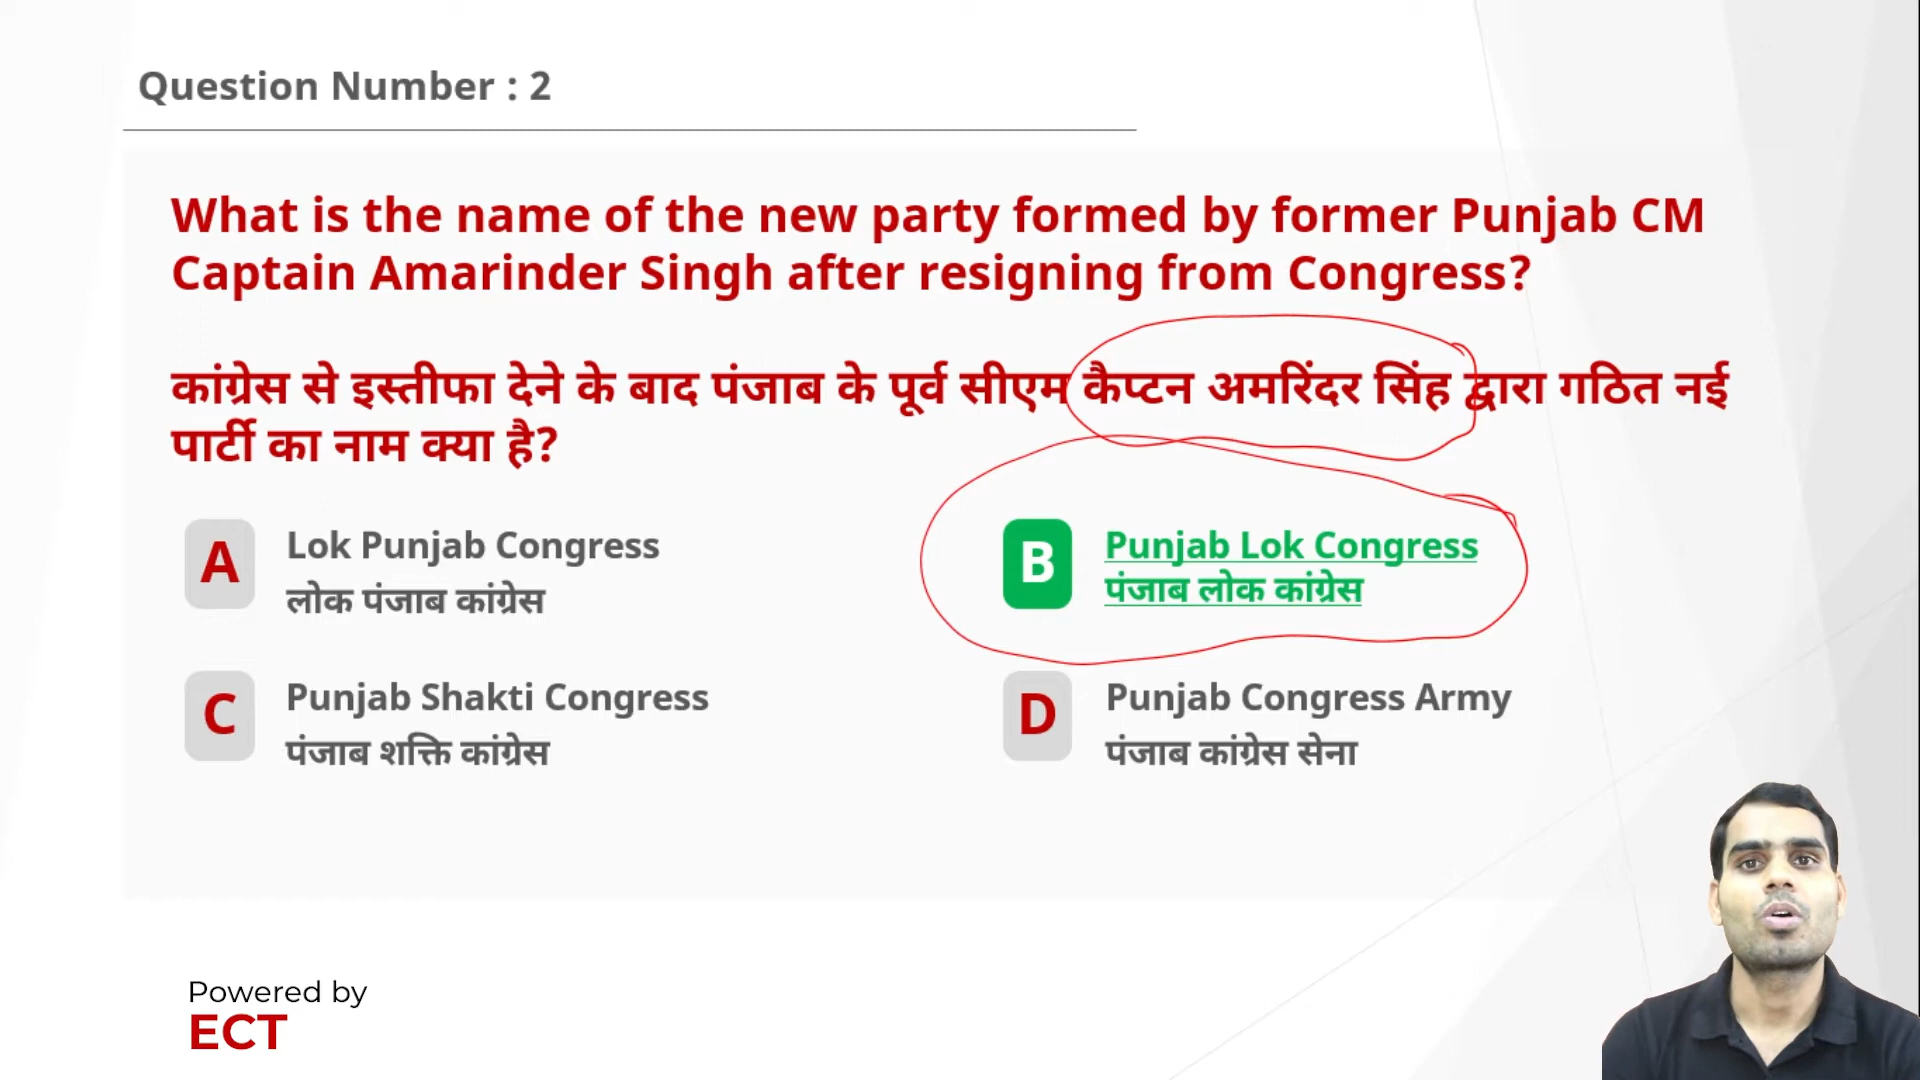 Question Number : 2
What is the name of the new party formed by former Punjab CM
Captain Amarinder Singh after resigning from Congress?
कांग्रेस से इस्तीफा देने के बाद पंजाब के पूर्व सीएम कैप्टन अमरिंदर सिंह द्वारा गठित नई
पार्टी का नाम क्या है?
A Lok Punjab Congress
लोक पंजाब कांग्रेस
B Punjab Lok Congress
पंजाब लोक कांग्रेस
C Punjab Shakti Congress
पंजाब शक्ति कांग्रेस
D Punjab Congress Army
पंजाब कांग्रेस सेना
Powered by
ECT